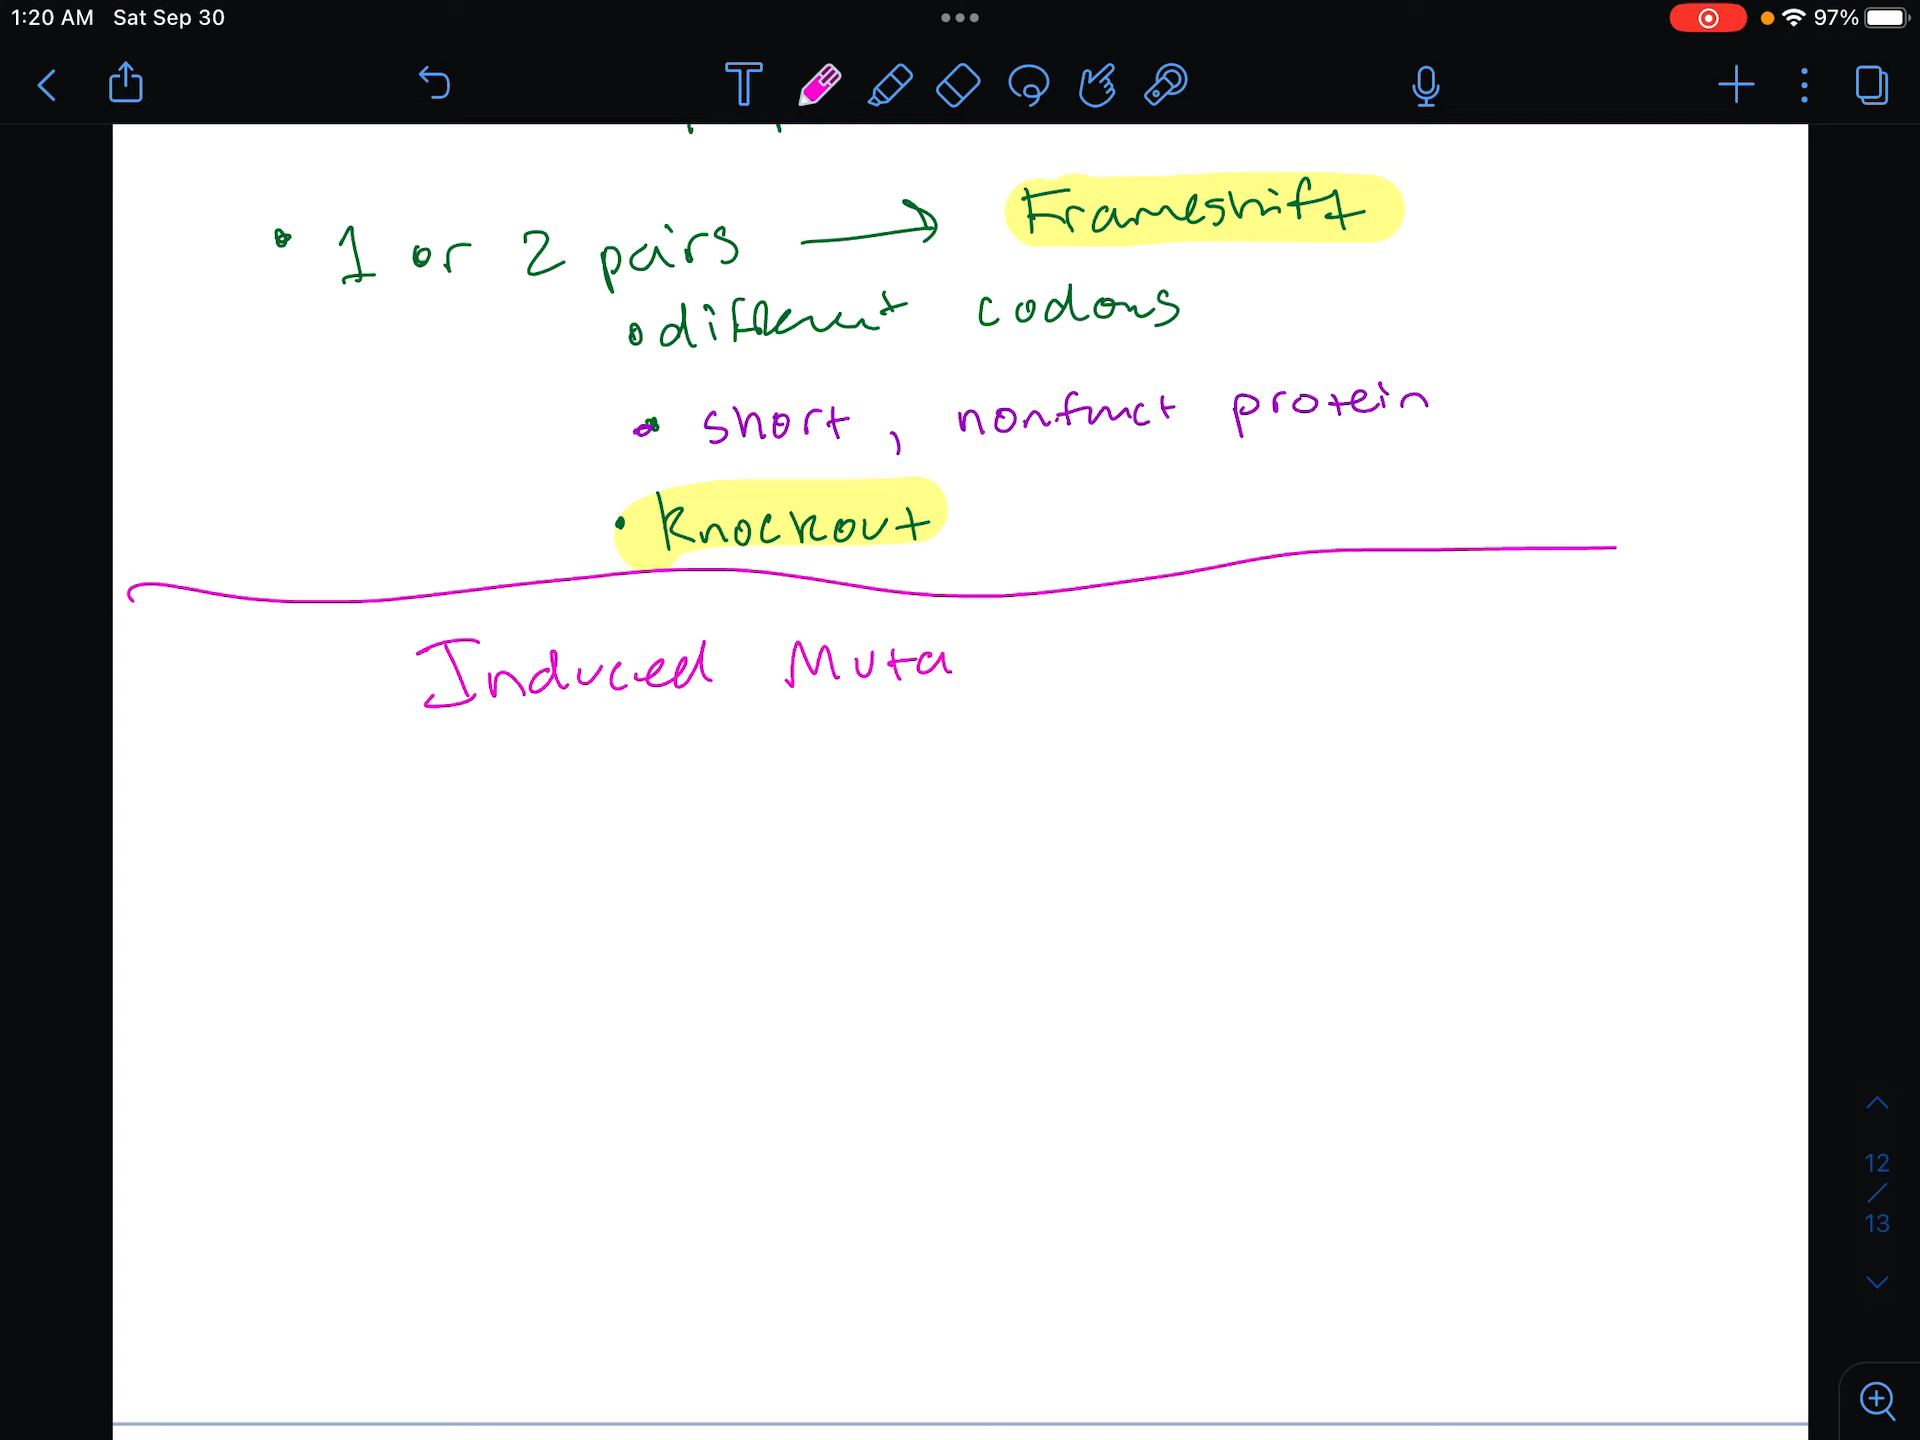 1:20 AM Sat Sep 30
97%
• 1 or 2 pairs → Frameshift
• different codons
• short, nonfunct protein
• Knockout
Induced Muta
12
/
13